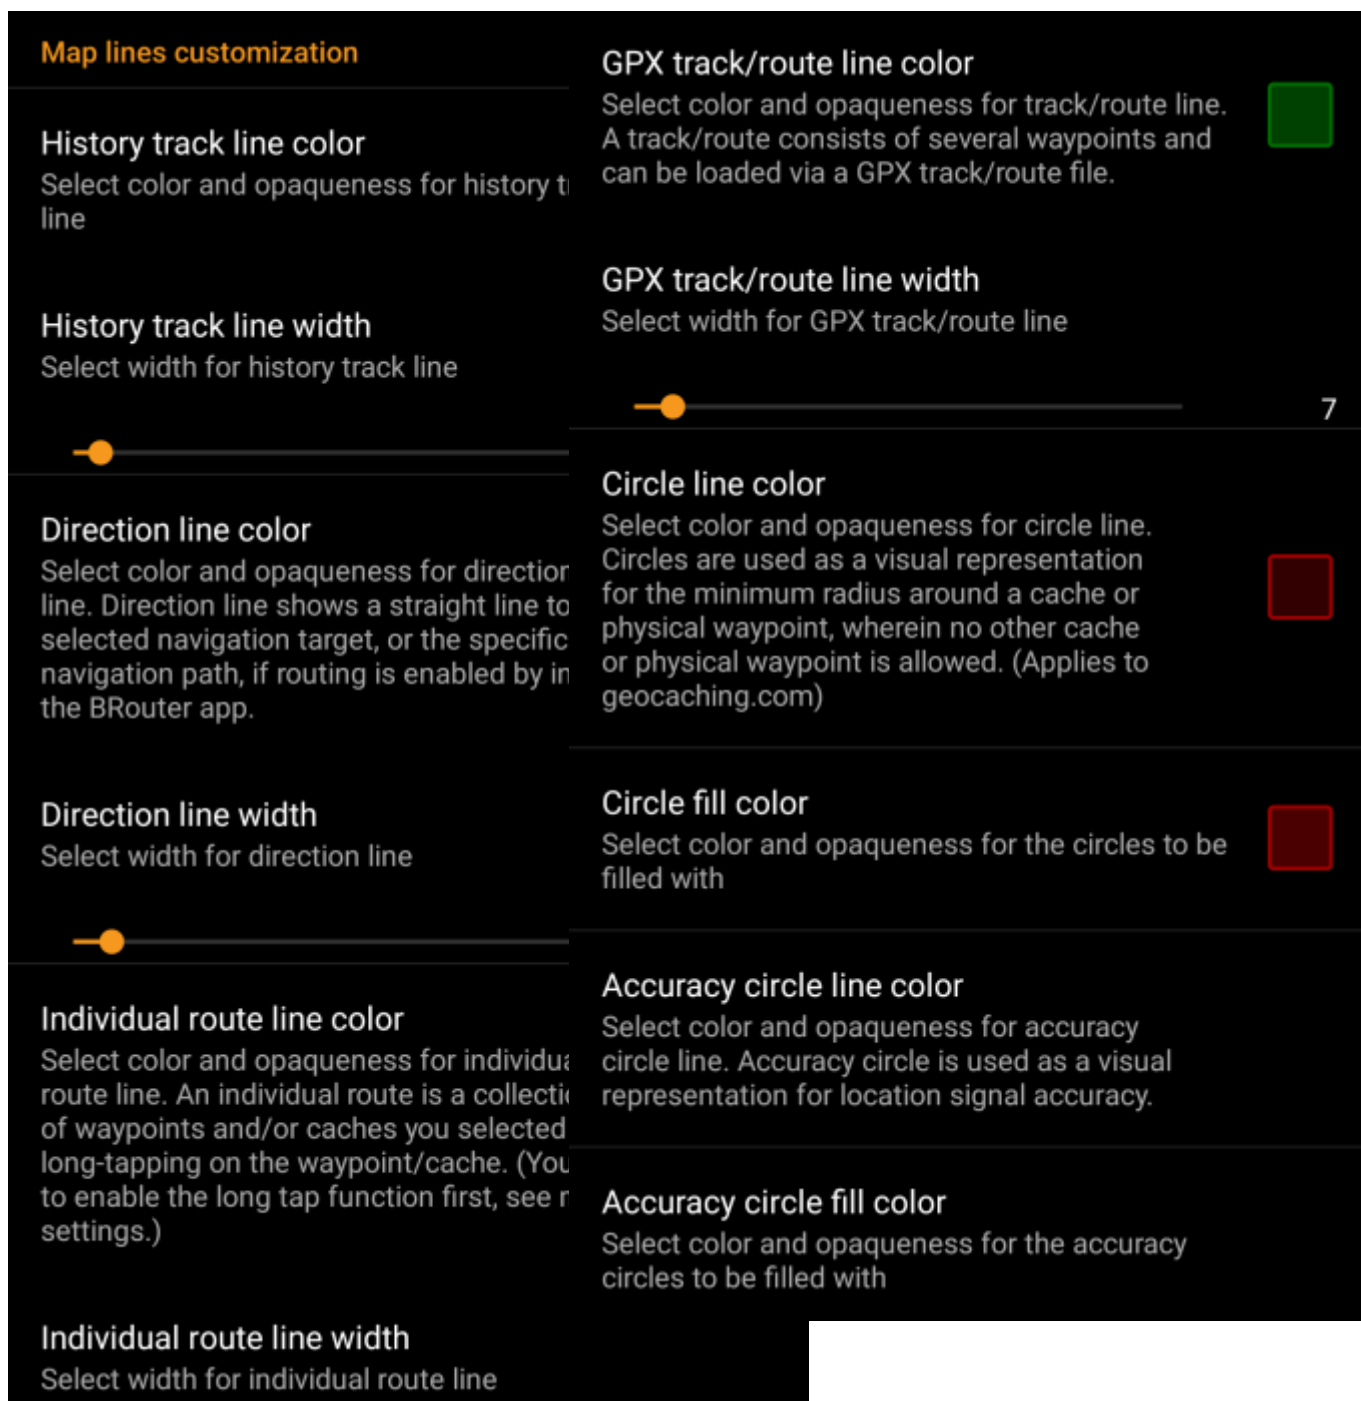 Map lines customization
History track line color
Select color and opaqueness for history
line
History track line width
Select width for history track line
Direction line color
Select color and opaqueness for direction
line. Direction line shows a straight line to
selected navigation target, or the specific
navigation path, if routing is enabled by
the BRouter app.
Direction line width
Select width for direction line
Individual route line color
Select color and opaqueness for
route line. An individual route is a
of waypoints and/or caches you selected
long-tapping on the waypoint/cache. (You
to enable the long tap function first, see
settings.)
Individual route line width
Select width for individual route line
GPX track/route line color
Select color and opaqueness for track/route line.
A track/route consists of several waypoints and
can be loaded via a GPX track/route file.
GPX track/route line width
Select width for GPX track/route line
7
Circle line color
Select color and opaqueness for circle line.
Circles are used as a visual representation
for the minimum radius around a cache or
physical waypoint, wherein no other cache
or physical waypoint is allowed. (Applies to
geocaching.com)
Circle fill color
Select color and opaqueness for the circles to be
filled with
Accuracy circle line color
Select color and opaqueness for accuracy
circle line. Accuracy circle is used as a visual
representation for location signal accuracy.
Accuracy circle fill color
Select color and opaqueness for the accuracy
circles to be filled with